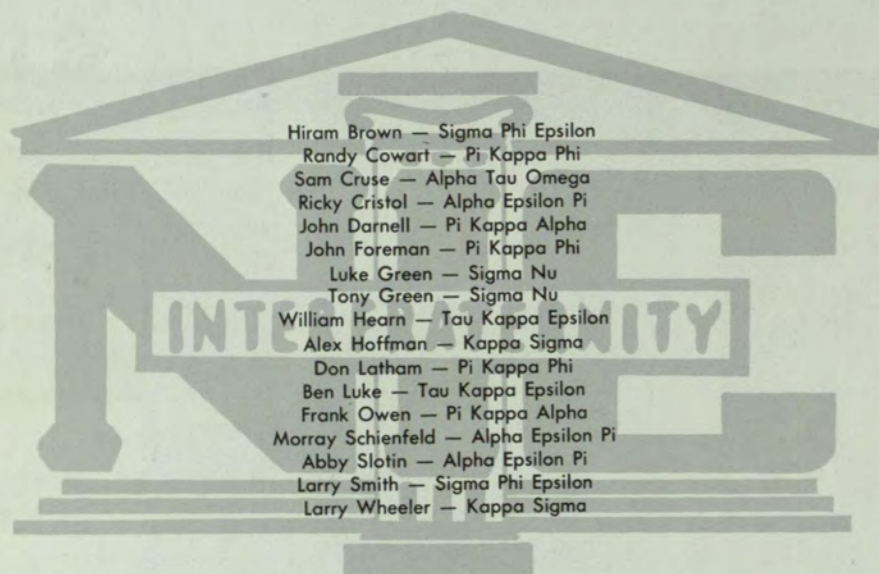 Hiram Brown — Sigma Phi Epsilon
Randy Cowart — Pi Kappa Phi
Sam Cruse — Alpha Tau Omega
Ricky Cristol — Alpha Epsilon Pi
John Darnell — Pi Kappa Alpha
John Foreman — Pi Kappa Phi
Luke Green — Sigma Nu
Tony Green — Sigma Nu
William Hearn — Tau Kappa Epsilon
Alex Hoffman — Kappa Sigma
Don Latham — Pi Kappa Phi
Ben Luke — Tau Kappa Epsilon
Frank Owen — Pi Kappa Alpha
Morray Schienfeld — Alpha Epsilon Pi
Abby Slotin — Alpha Epsilon Pi
Larry Smith — Sigma Phi Epsilon
Larry Wheeler — Kappa Sigma
INTERFRATERNITY